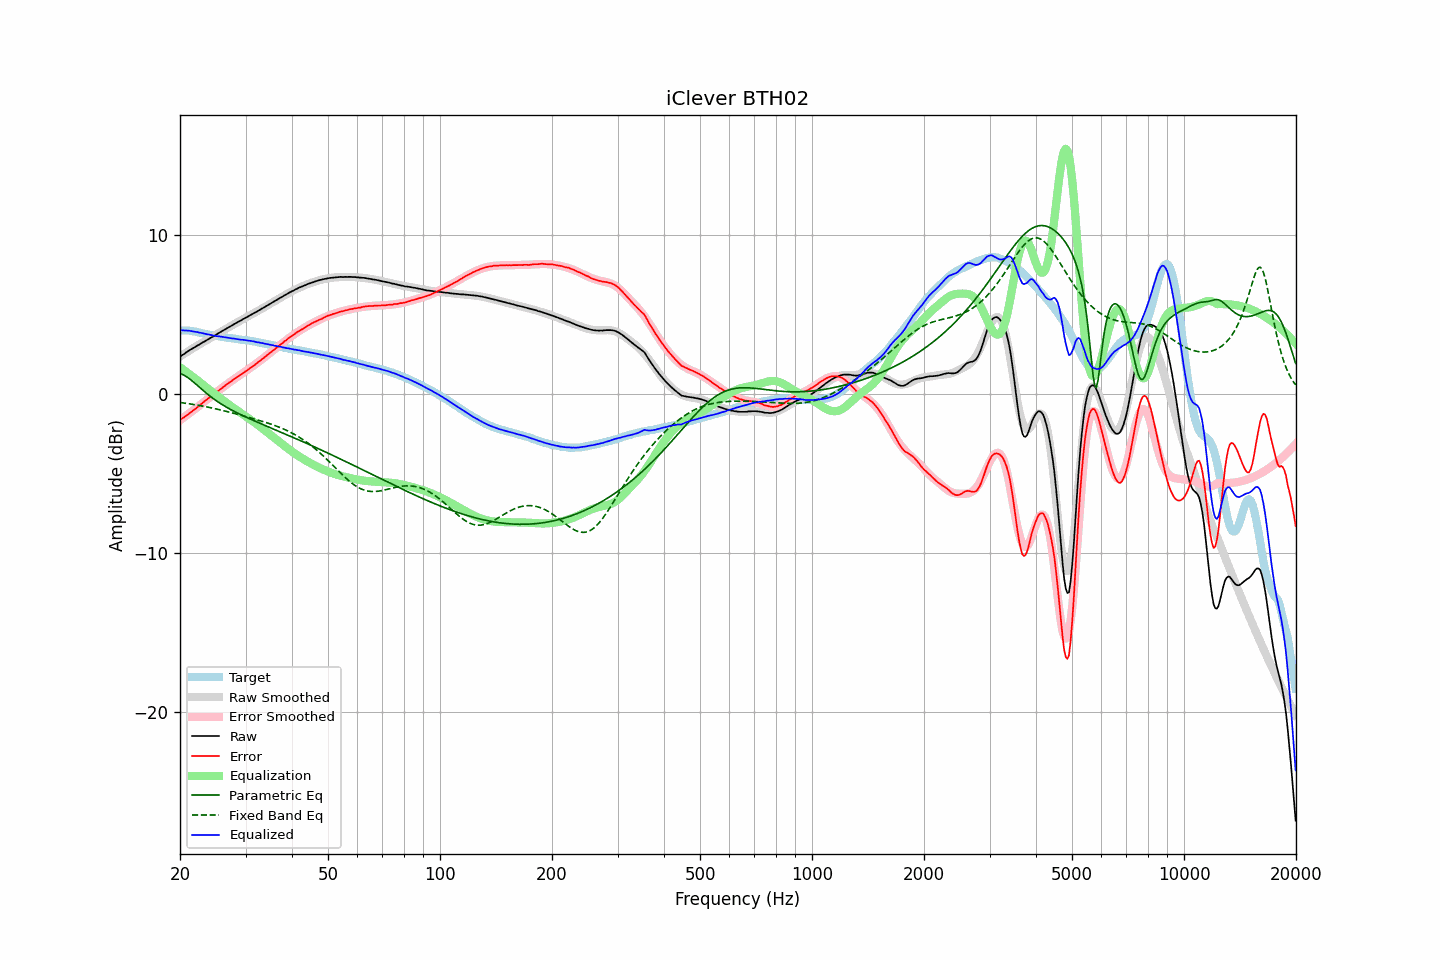 iClever BTH02
Amplitude (dBr)
10
0
−10
−20
Target
Raw Smoothed
Error Smoothed
Raw
Error
Equalization
Parametric Eq
Fixed Band Eq
Equalized
20 50 100 200 500 1000 2000 5000 10000 20000
Frequency (Hz)